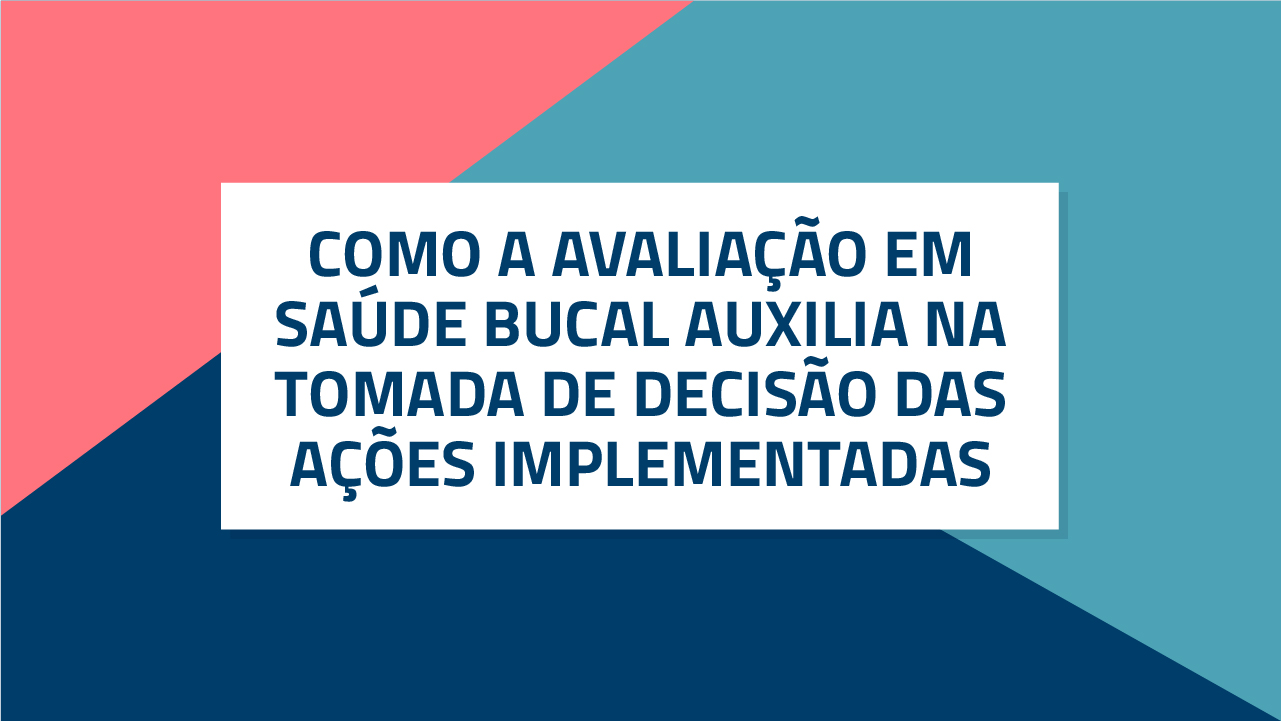 COMO A AVALIAÇÃO EM
SAÚDE BUCAL AUXILIA NA
TOMADA DE DECISÃO DAS
AÇÕES IMPLEMENTADAS